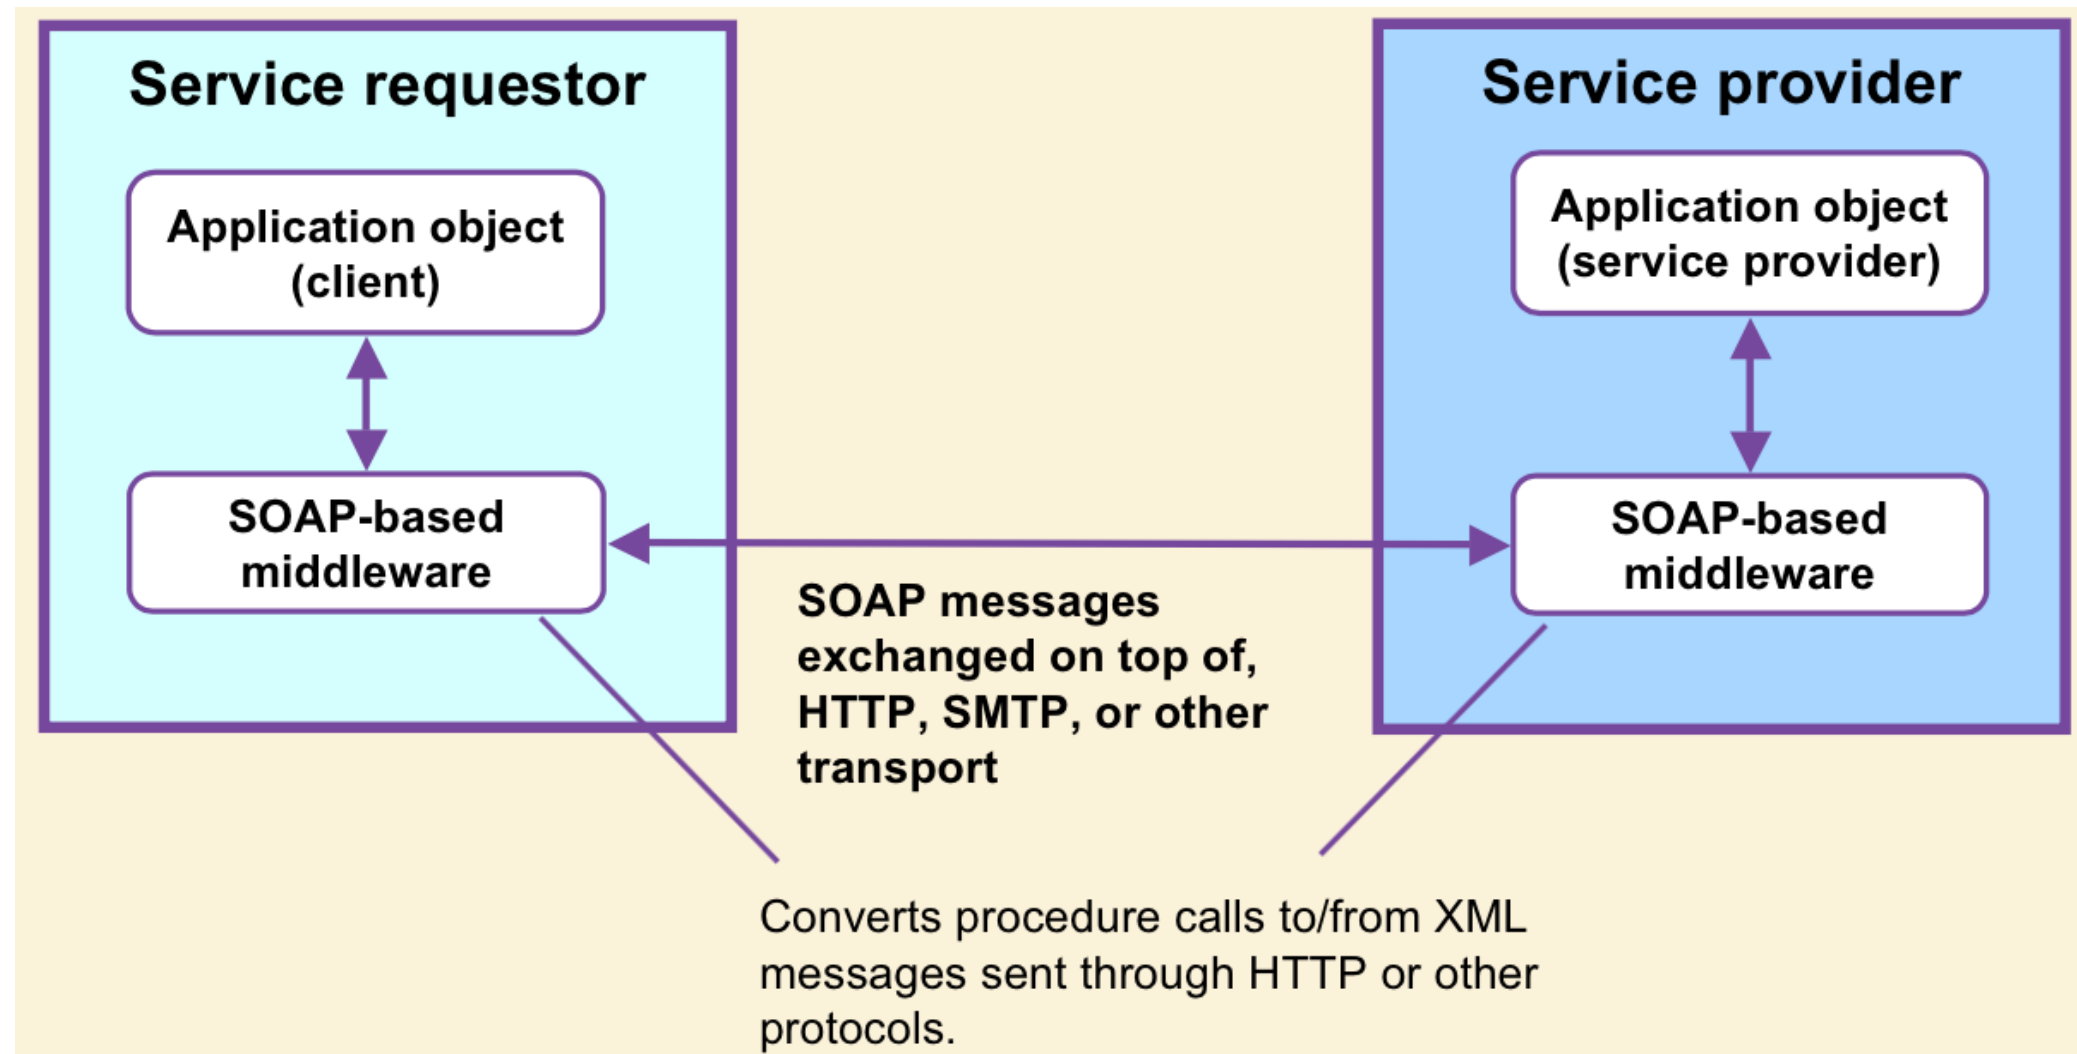 Service requestor
Application object
(client)
SOAP-based
middleware
Service provider
Application object
(service provider)
SOAP-based
middleware
SOAP messages
exchanged on top of,
HTTP, SMTP, or other
transport
Converts procedure calls to/from XML
messages sent through HTTP or other
protocols.